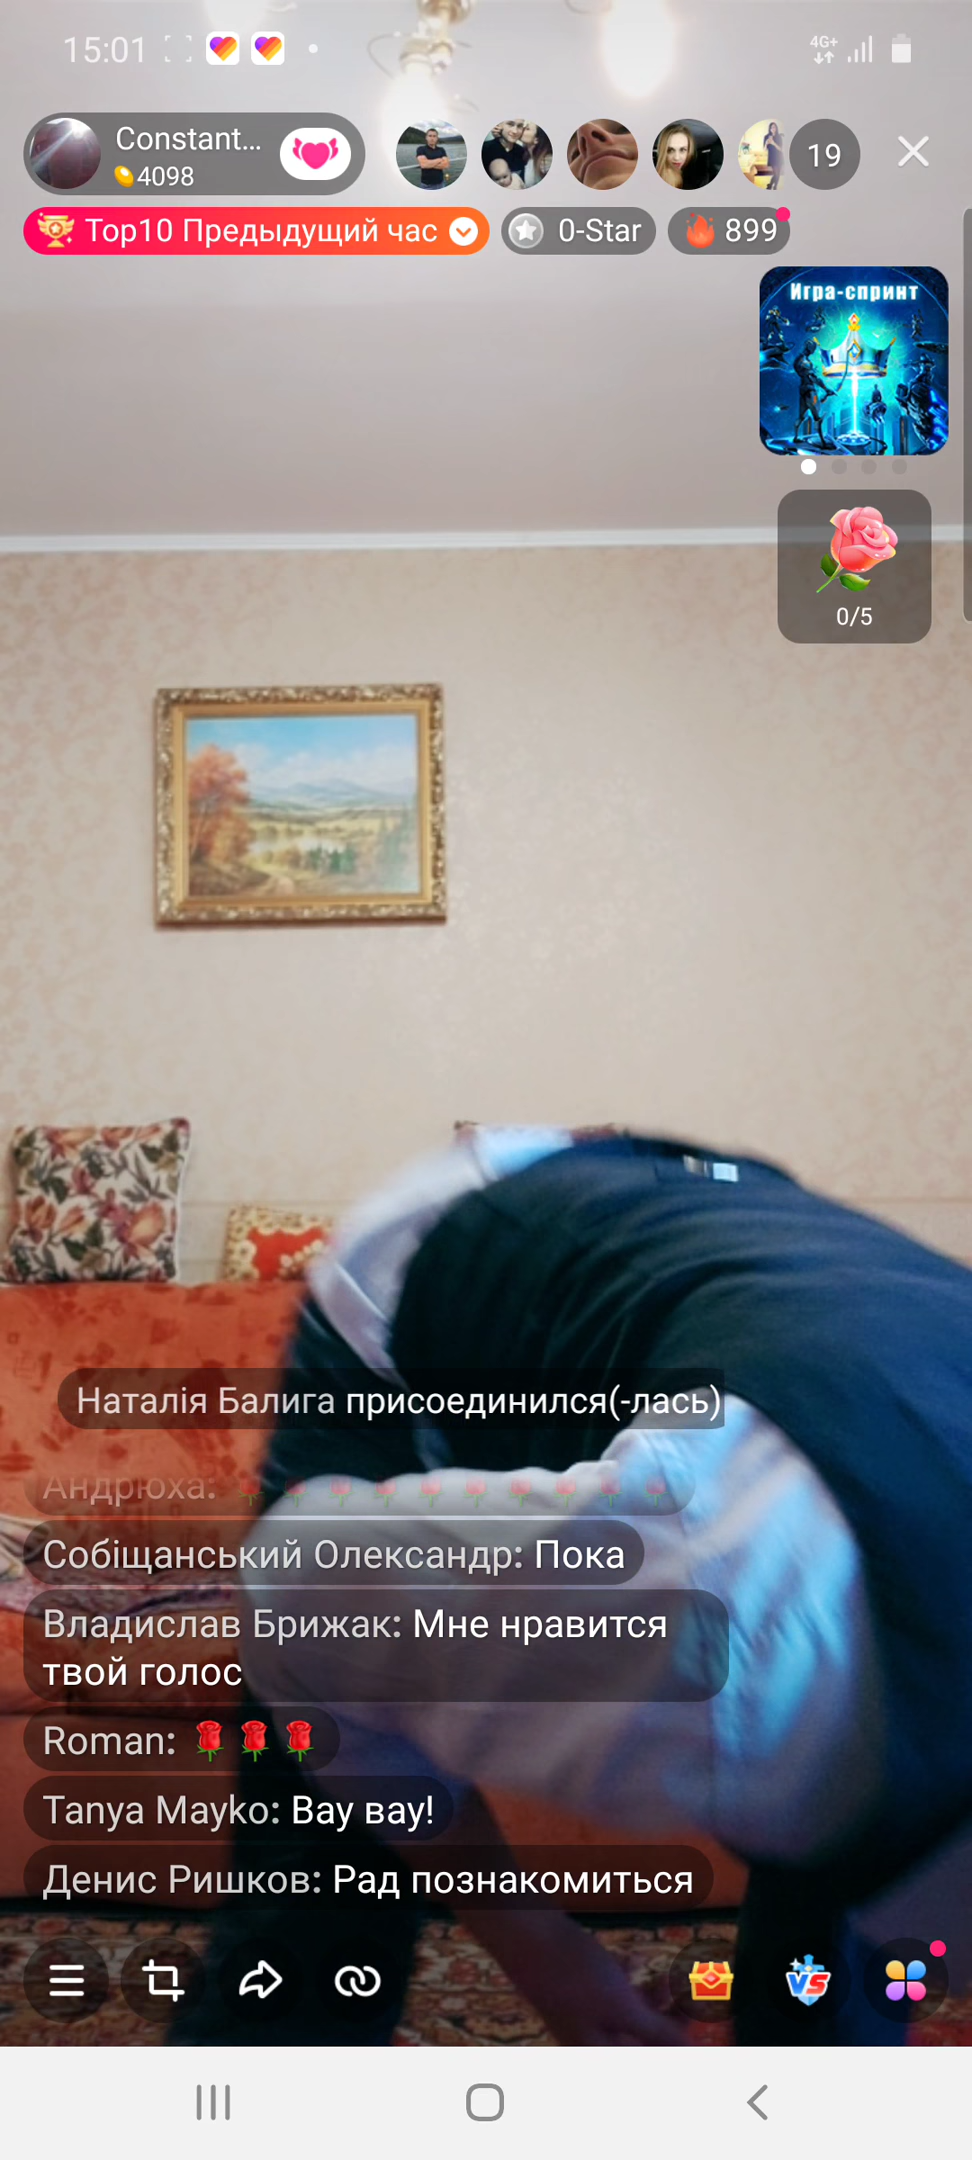 15:01
4G+
Constant...
4098
19
Top10 Предыдущий час
0-Star
899
Игра-спринт
0/5
Наталія Балига присоединился(-лась)
Андрюха: 🌹🌹🌹🌹🌹🌹🌹🌹🌹🌹
Собіщанський Олександр: Пока
Владислав Брижак: Мне нравится
твой голос
Roman: 🌹🌹🌹
Tanya Mayko: Вау вау!
Денис Ришков: Рад познакомиться
VS